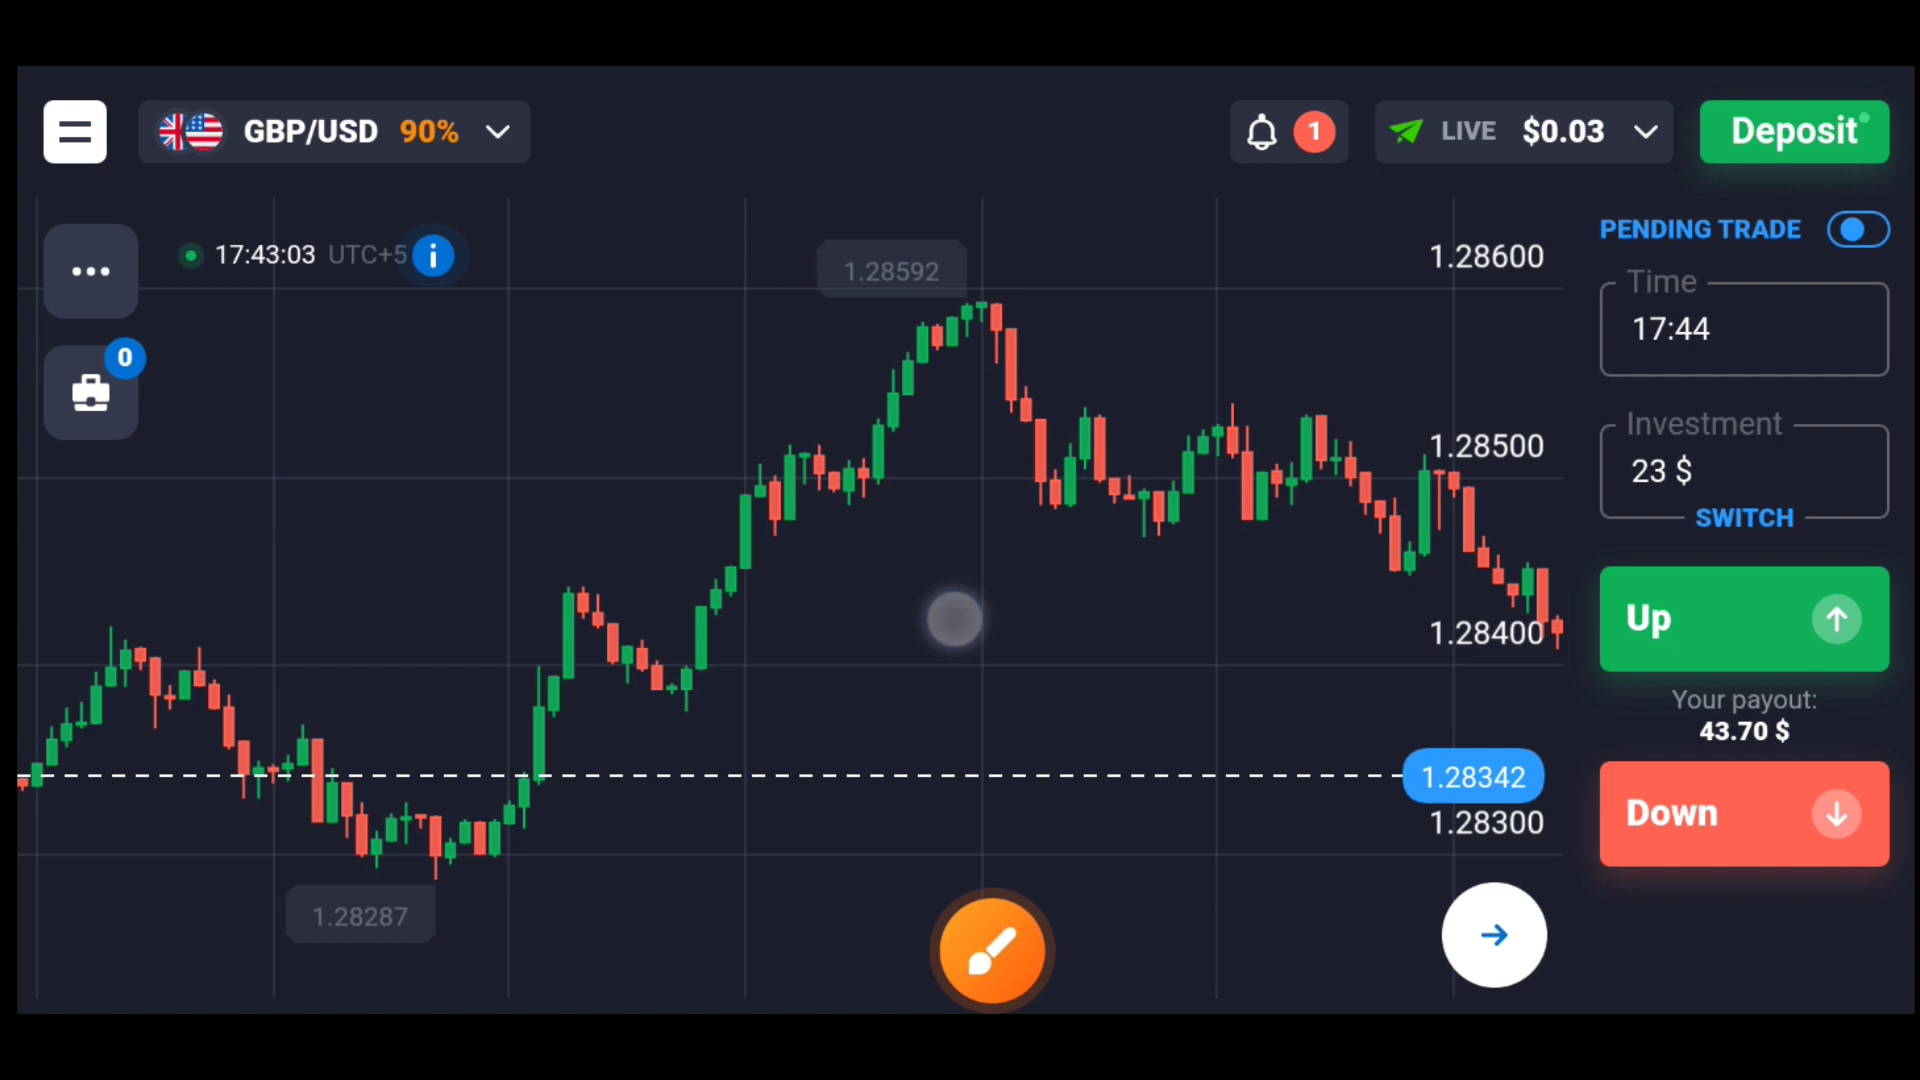 GBP/USD 90%
1
LIVE $0.03
Deposit
17:43:03 UTC+5
i
0
1.28592
1.28600
1.28500
1.28400
1.28342
1.28300
1.28287
PENDING TRADE
Time
17:44
Investment
23 $
SWITCH
Up
Your payout:
43.70 $
Down